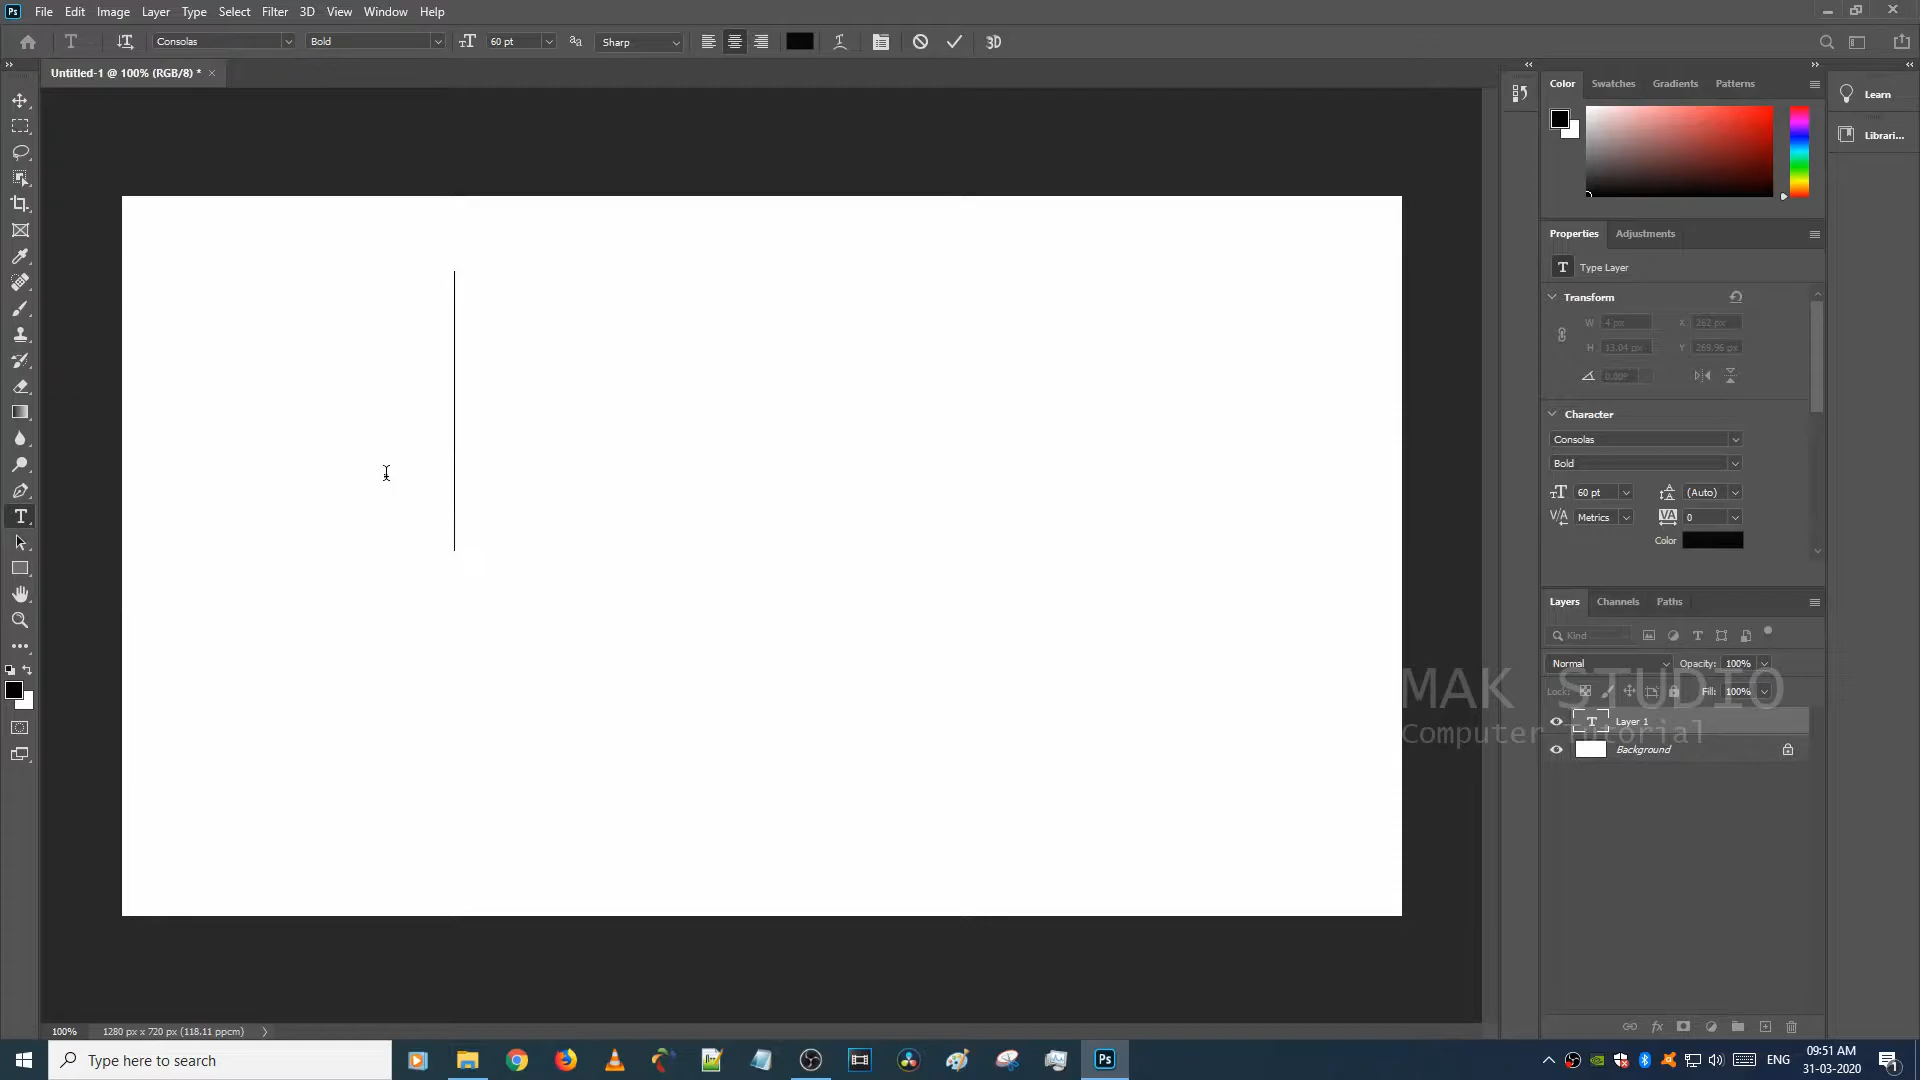 Ps File Edit Image Layer Type Select Filter 3D View Window Help
T Consolas Bold 60 pt Sharp 3D
Untitled-1 @ 100% (RGB/8) * ×
Color Swatches Gradients Patterns
Learn
Librari...
Properties Adjustments
T Type Layer
Transform
W 4 px X 262 px
H 13.04 px Y 269.96 px
0.00°
Character
Consolas
Bold
60 pt (Auto)
Metrics 0
Color
Layers Channels Paths
Kind
Normal Opacity: 100%
Lock: Fill: 100%
MAK STUDIO
Layer 1
Computer Tutorial
Background
100% 1280 px x 720 px (118.11 ppcm)
Type here to search
ENG
09:51 AM
31-03-2020
1